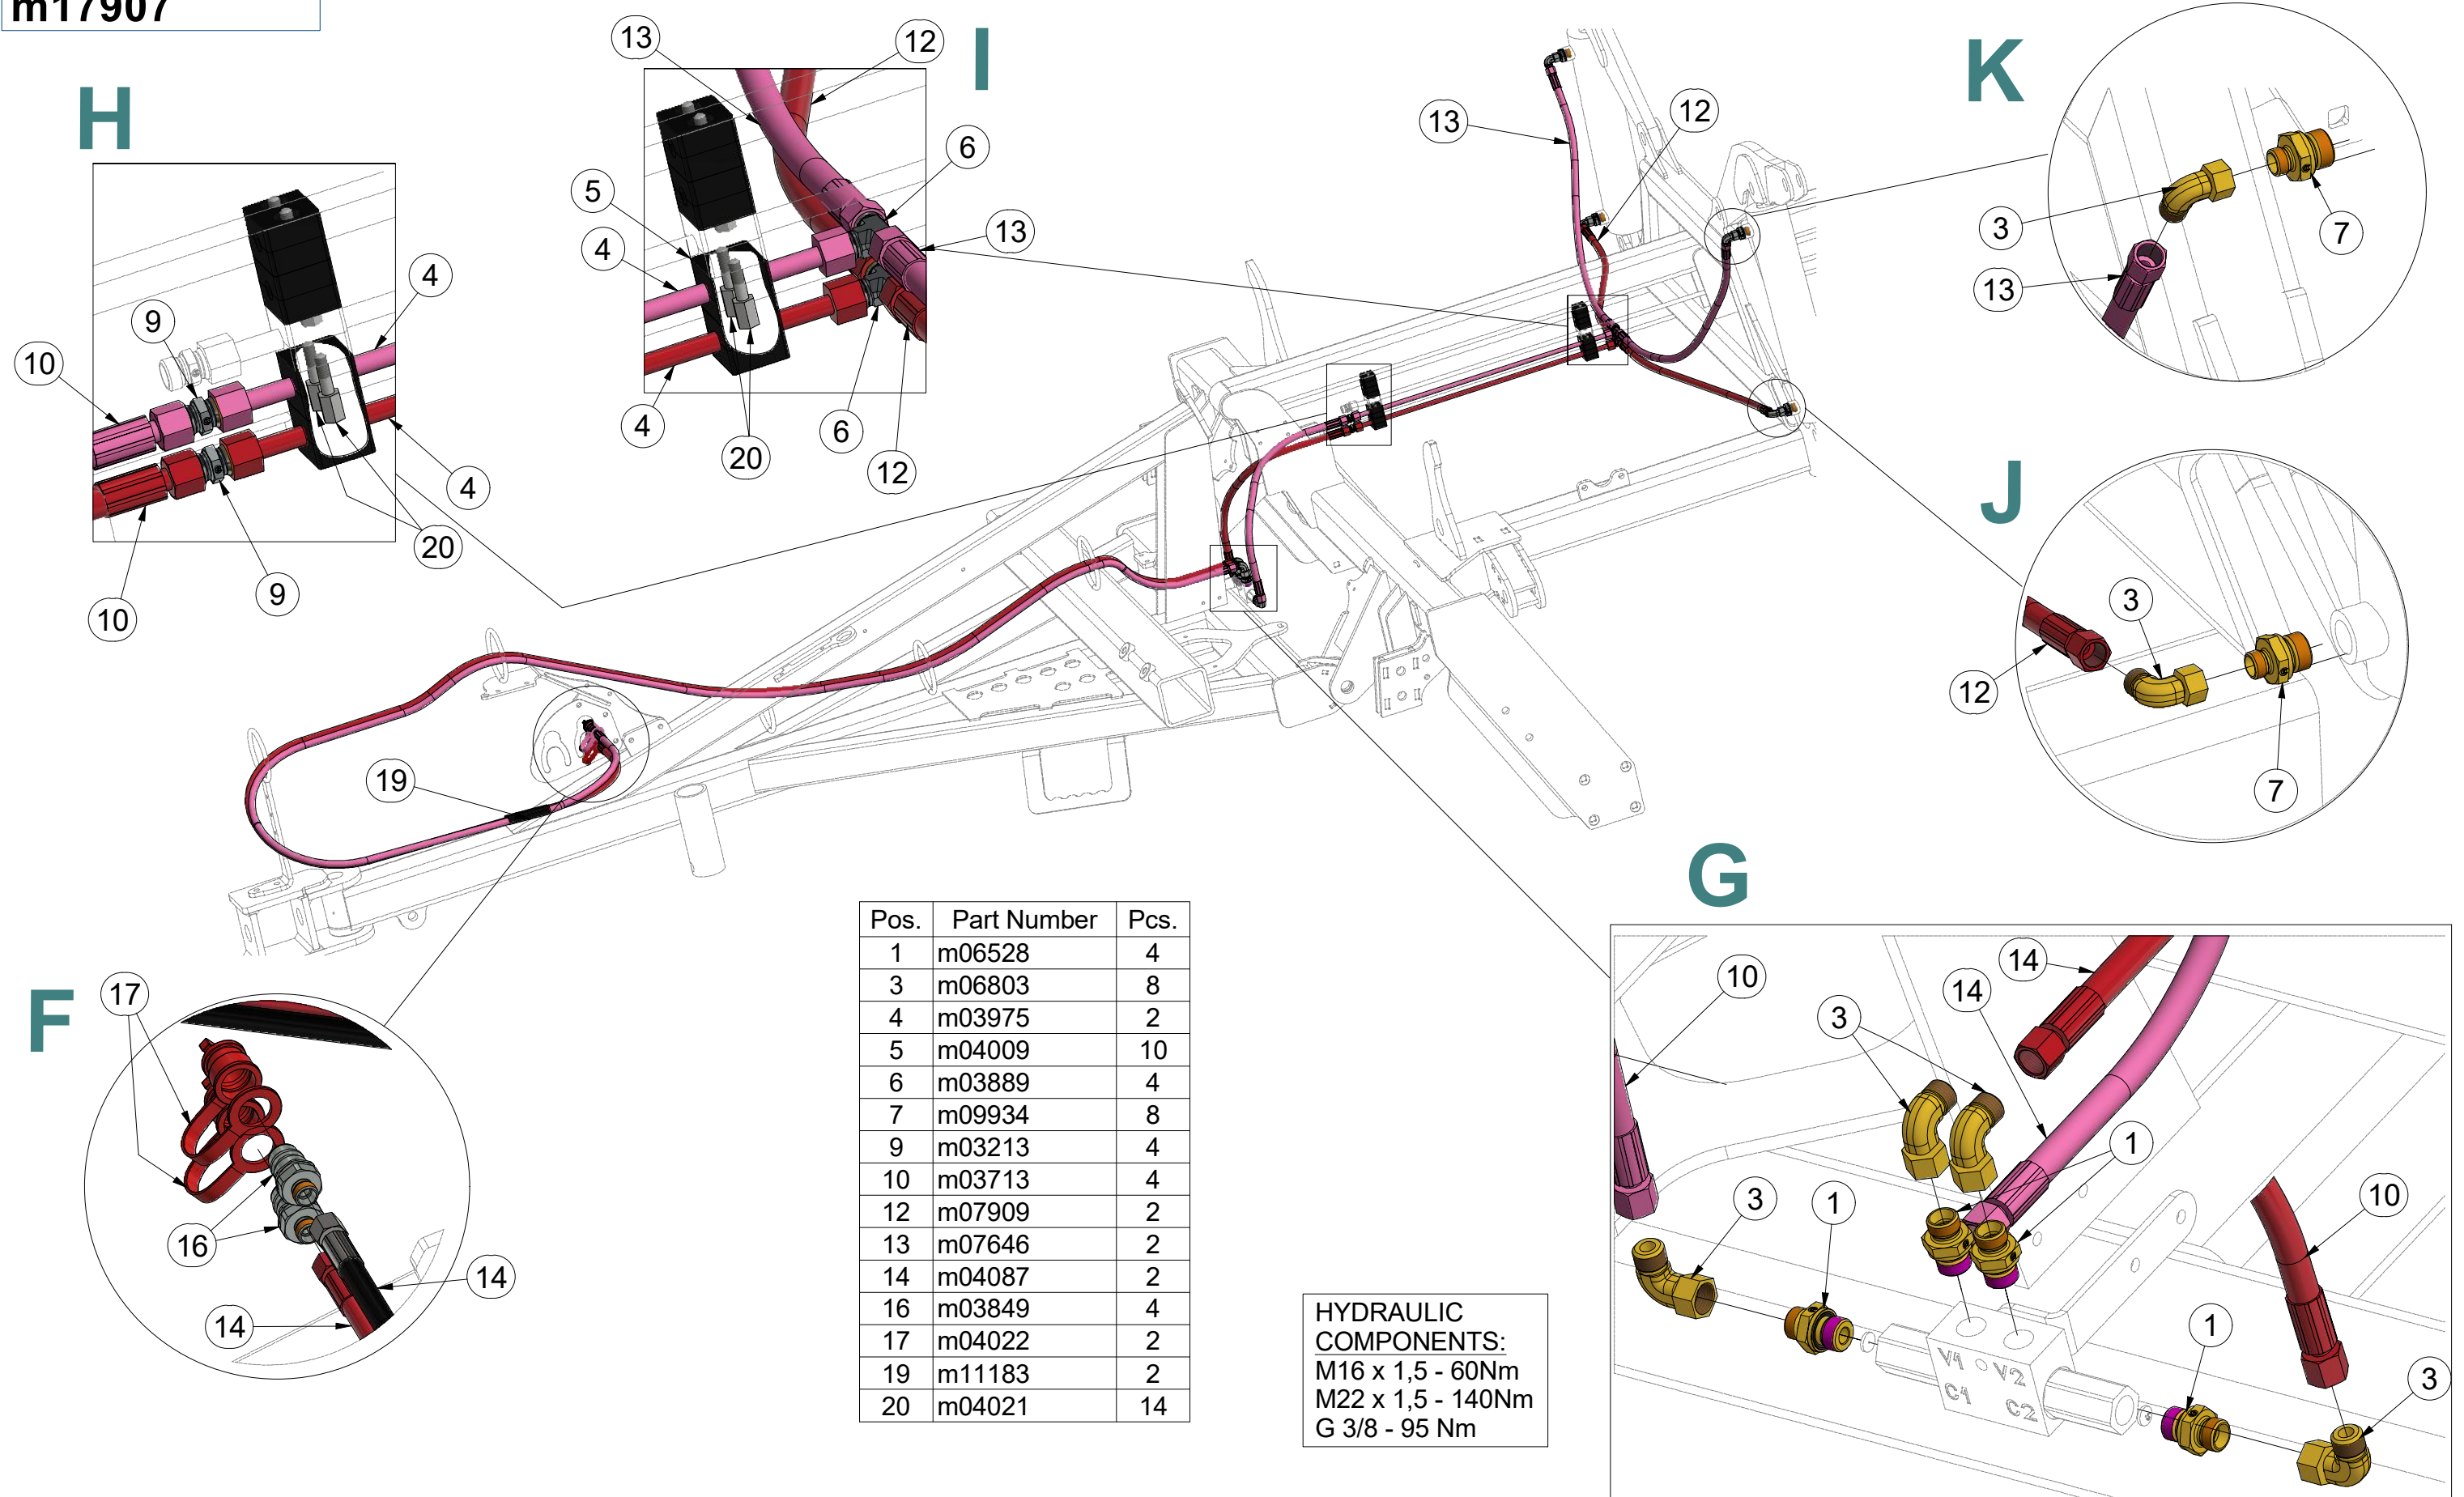 m17907
H
10
9
4
4
10
9
20
I
13
12
5
4
6
13
4
20
6
12
13
12
K
3
7
13
J
3
12
7
19
F
17
16
14
14
Pos. Part Number Pcs.
1 m06528 4
3 m06803 8
4 m03975 2
5 m04009 10
6 m03889 4
7 m09934 8
9 m03213 4
10 m03713 4
12 m07909 2
13 m07646 2
14 m04087 2
16 m03849 4
17 m04022 2
19 m11183 2
20 m04021 14
HYDRAULIC
COMPONENTS:
M16 x 1,5 - 60Nm
M22 x 1,5 - 140Nm
G 3/8 - 95 Nm
G
10
14
14
3
1
3
1
10
1
3
V1 V2
C1 C2